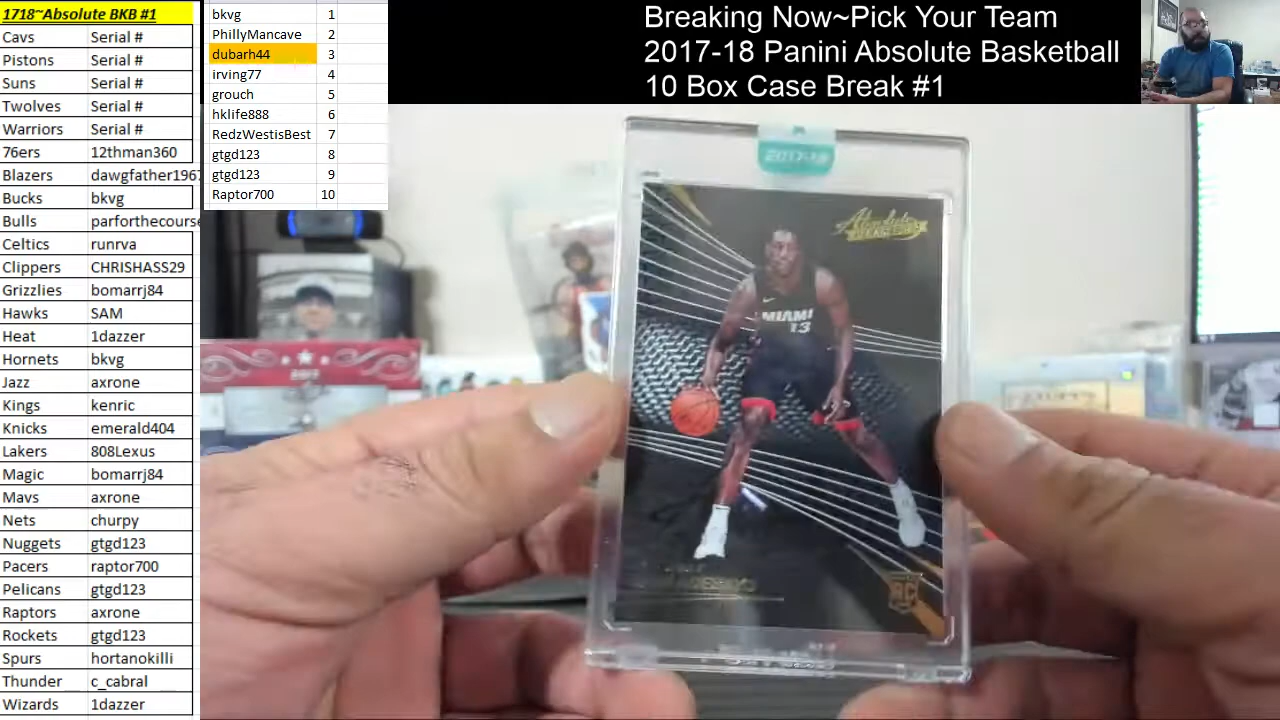 1718~Absolute BKB #1
Cavs Serial #
Pistons Serial #
Suns Serial #
Twolves Serial #
Warriors Serial #
76ers 12thman360
Blazers dawgfather1967
Bucks bkvg
Bulls parforthecourse
Celtics runrva
Clippers CHRISHASS29
Grizzlies bomarrj84
Hawks SAM
Heat 1dazzer
Hornets bkvg
Jazz axrone
Kings kenric
Knicks emerald404
Lakers 808Lexus
Magic bomarrj84
Mavs axrone
Nets churpy
Nuggets gtgd123
Pacers raptor700
Pelicans gtgd123
Raptors axrone
Rockets gtgd123
Spurs hortanokilli
Thunder c_cabral
Wizards 1dazzer
bkvg 1
PhillyMancave 2
dubarh44 3
irving77 4
grouch 5
hklife888 6
RedzWestisBest 7
gtgd123 8
gtgd123 9
Raptor700 10
Breaking Now~Pick Your Team
2017-18 Panini Absolute Basketball
10 Box Case Break #1
2017-18
Absolute
MIAMI
13
RC
2017